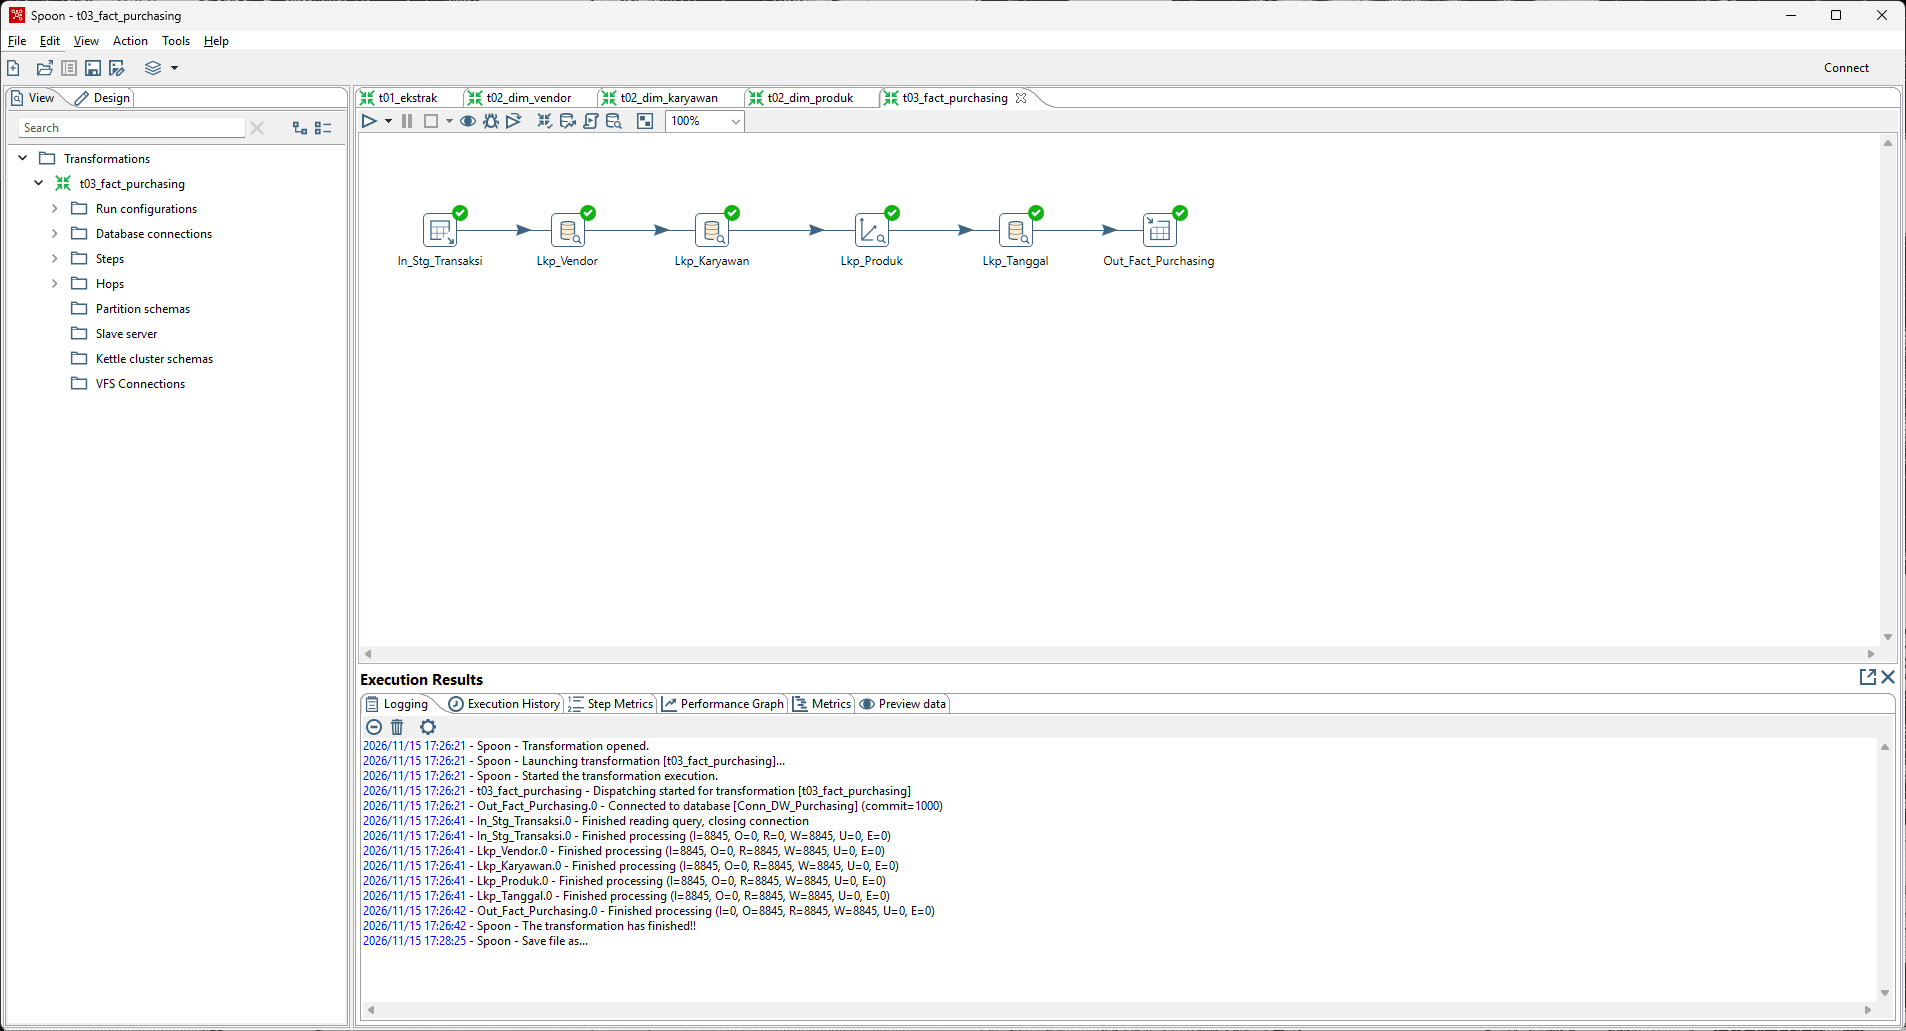 Spoon - t03_fact_purchasing
File Edit View Action Tools Help
Connect
View Design
Search
Transformations
t03_fact_purchasing
Run configurations
Database connections
Steps
Hops
Partition schemas
Slave server
Kettle cluster schemas
VFS Connections
t01_ekstrak t02_dim_vendor t02_dim_karyawan t02_dim_produk t03_fact_purchasing
100%
In_Stg_Transaksi Lkp_Vendor Lkp_Karyawan Lkp_Produk Lkp_Tanggal Out_Fact_Purchasing
Execution Results
Logging Execution History Step Metrics Performance Graph Metrics Preview data
2026/11/15 17:26:21 - Spoon - Transformation opened.
2026/11/15 17:26:21 - Spoon - Launching transformation [t03_fact_purchasing]...
2026/11/15 17:26:21 - Spoon - Started the transformation execution.
2026/11/15 17:26:21 - t03_fact_purchasing - Dispatching started for transformation [t03_fact_purchasing]
2026/11/15 17:26:21 - Out_Fact_Purchasing.0 - Connected to database [Conn_DW_Purchasing] (commit=1000)
2026/11/15 17:26:41 - In_Stg_Transaksi.0 - Finished reading query, closing connection
2026/11/15 17:26:41 - In_Stg_Transaksi.0 - Finished processing (I=8845, O=0, R=0, W=8845, U=0, E=0)
2026/11/15 17:26:41 - Lkp_Vendor.0 - Finished processing (I=8845, O=0, R=8845, W=8845, U=0, E=0)
2026/11/15 17:26:41 - Lkp_Karyawan.0 - Finished processing (I=8845, O=0, R=8845, W=8845, U=0, E=0)
2026/11/15 17:26:41 - Lkp_Produk.0 - Finished processing (I=8845, O=0, R=8845, W=8845, U=0, E=0)
2026/11/15 17:26:41 - Lkp_Tanggal.0 - Finished processing (I=8845, O=0, R=8845, W=8845, U=0, E=0)
2026/11/15 17:26:42 - Out_Fact_Purchasing.0 - Finished processing (I=0, O=8845, R=8845, W=8845, U=0, E=0)
2026/11/15 17:26:42 - Spoon - The transformation has finished!!
2026/11/15 17:28:25 - Spoon - Save file as...